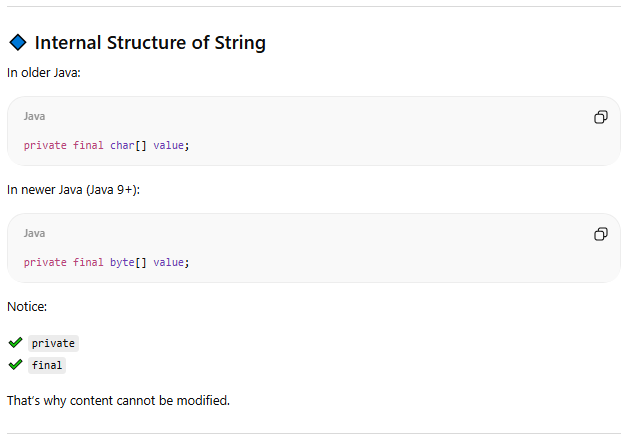 Internal Structure of String
In older Java:
Java
private final char[] value;
In newer Java (Java 9+):
Java
private final byte[] value;
Notice:
private
final
That's why content cannot be modified.